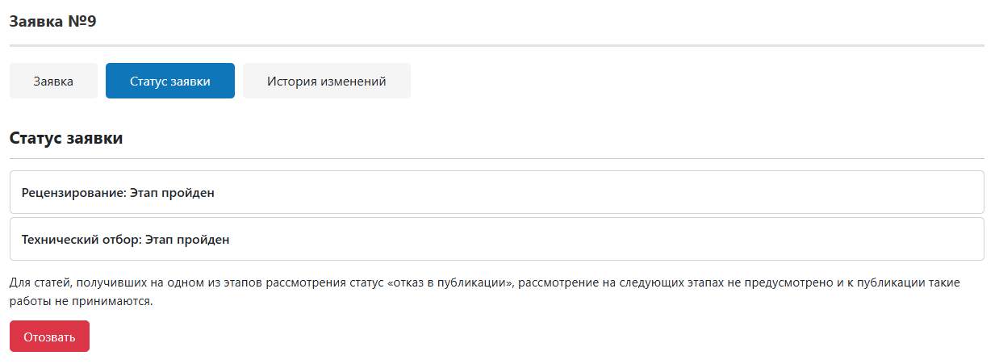 Заявка №9
Заявка Статус заявки История изменений
Статус заявки
Рецензирование: Этап пройден
Технический отбор: Этап пройден
Для статей, получивших на одном из этапов рассмотрения статус «отказ в публикации», рассмотрение на следующих этапах не предусмотрено и к публикации такие
работы не принимаются.
Отозвать